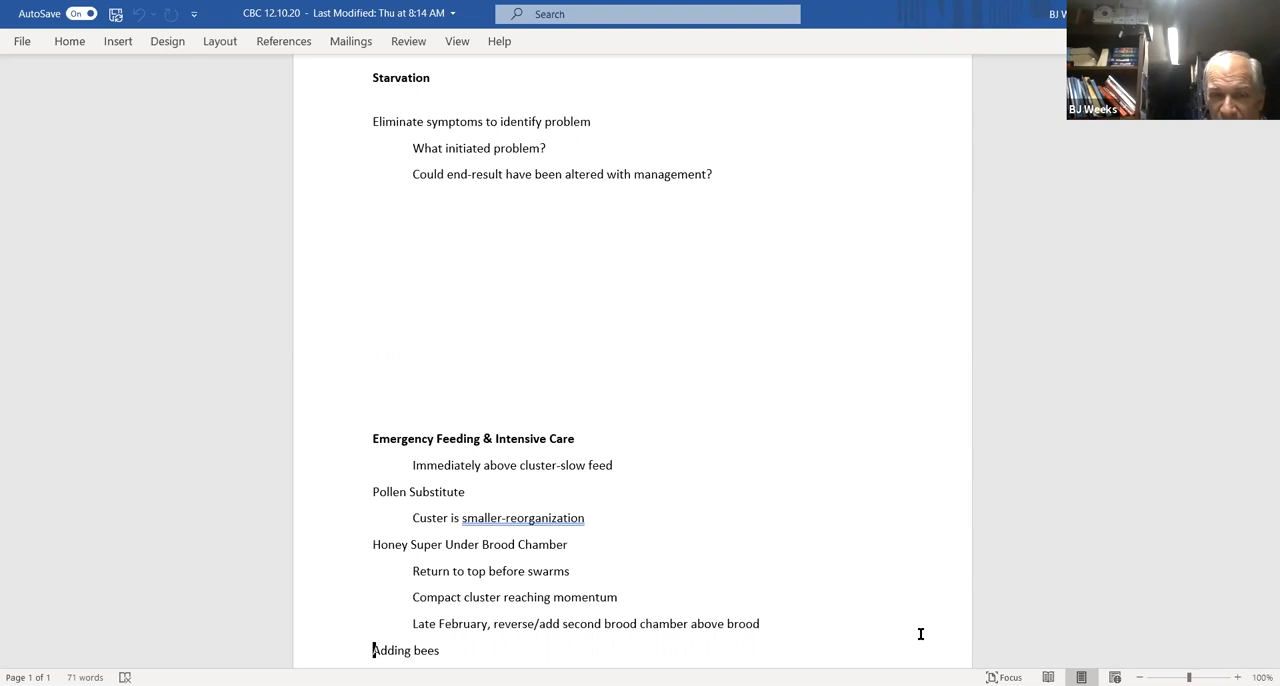 AutoSave On CBC 12.10.20 - Last Modified: Thu at 8:14 AM Search BJ W
File Home Insert Design Layout References Mailings Review View Help
BJ Weeks
Starvation
Eliminate symptoms to identify problem
What initiated problem?
Could end-result have been altered with management?
Emergency Feeding & Intensive Care
Immediately above cluster-slow feed
Pollen Substitute
Custer is smaller-reorganization
Honey Super Under Brood Chamber
Return to top before swarms
Compact cluster reaching momentum
Late February, reverse/add second brood chamber above brood
Adding bees
Page 1 of 1 71 words Focus 100%